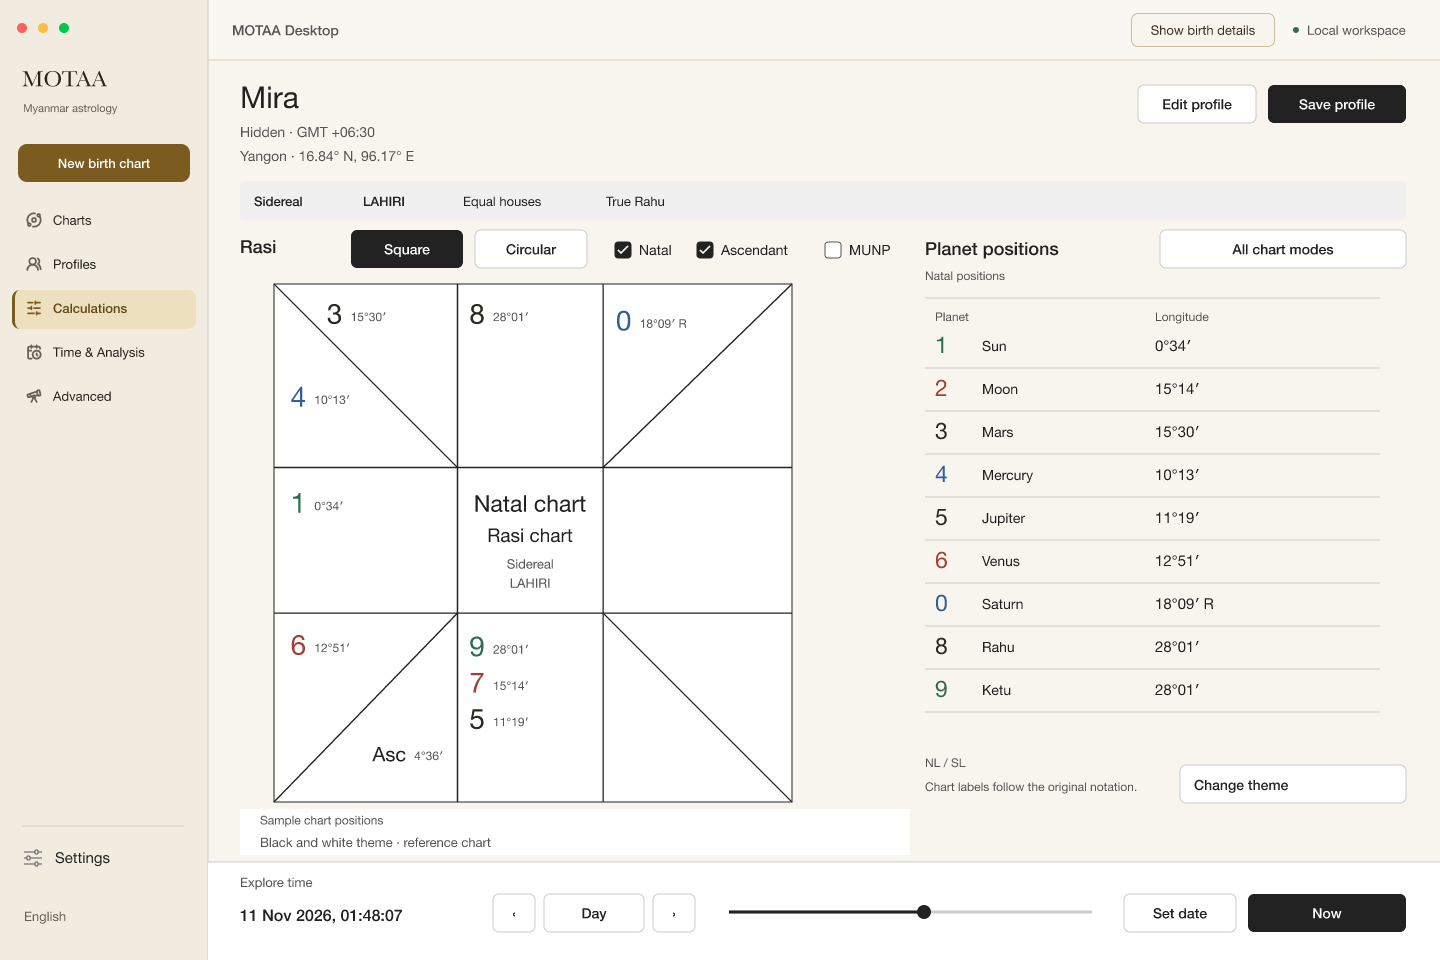 MOTAA
Myanmar astrology
New birth chart
Charts
Profiles
Calculations
Time & Analysis
Advanced
Settings
English
MOTAA Desktop
Show birth details
Local workspace
Mira
Hidden · GMT +06:30
Yangon · 16.84° N, 96.17° E
Edit profile
Save profile
Sidereal LAHIRI Equal houses True Rahu
Rasi
Square
Circular
Natal
Ascendant
MUNP
3 15°30′
8 28°01′
0 18°09′ R
4 10°13′
1 0°34′
Natal chart
Rasi chart
Sidereal
LAHIRI
6 12°51′
9 28°01′
7 15°14′
5 11°19′
Asc 4°36′
Sample chart positions
Black and white theme · reference chart
Planet positions
All chart modes
Natal positions
Planet Longitude
1 Sun 0°34′
2 Moon 15°14′
3 Mars 15°30′
4 Mercury 10°13′
5 Jupiter 11°19′
6 Venus 12°51′
0 Saturn 18°09′ R
8 Rahu 28°01′
9 Ketu 28°01′
NL / SL
Chart labels follow the original notation.
Change theme
Explore time
11 Nov 2026, 01:48:07
‹
Day
›
Set date
Now